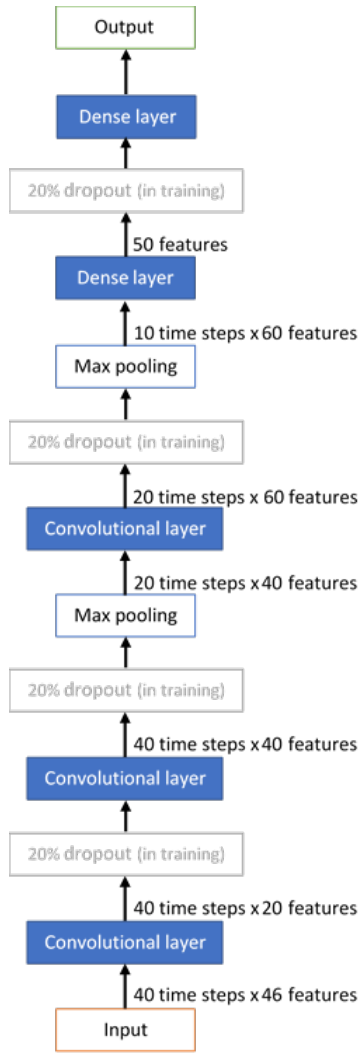 Output
Dense layer
20% dropout (in training)
50 features
Dense layer
10 time steps x 60 features
Max pooling
20% dropout (in training)
20 time steps x 60 features
Convolutional layer
20 time steps x 40 features
Max pooling
20% dropout (in training)
40 time steps x 40 features
Convolutional layer
20% dropout (in training)
40 time steps x 20 features
Convolutional layer
40 time steps x 46 features
Input